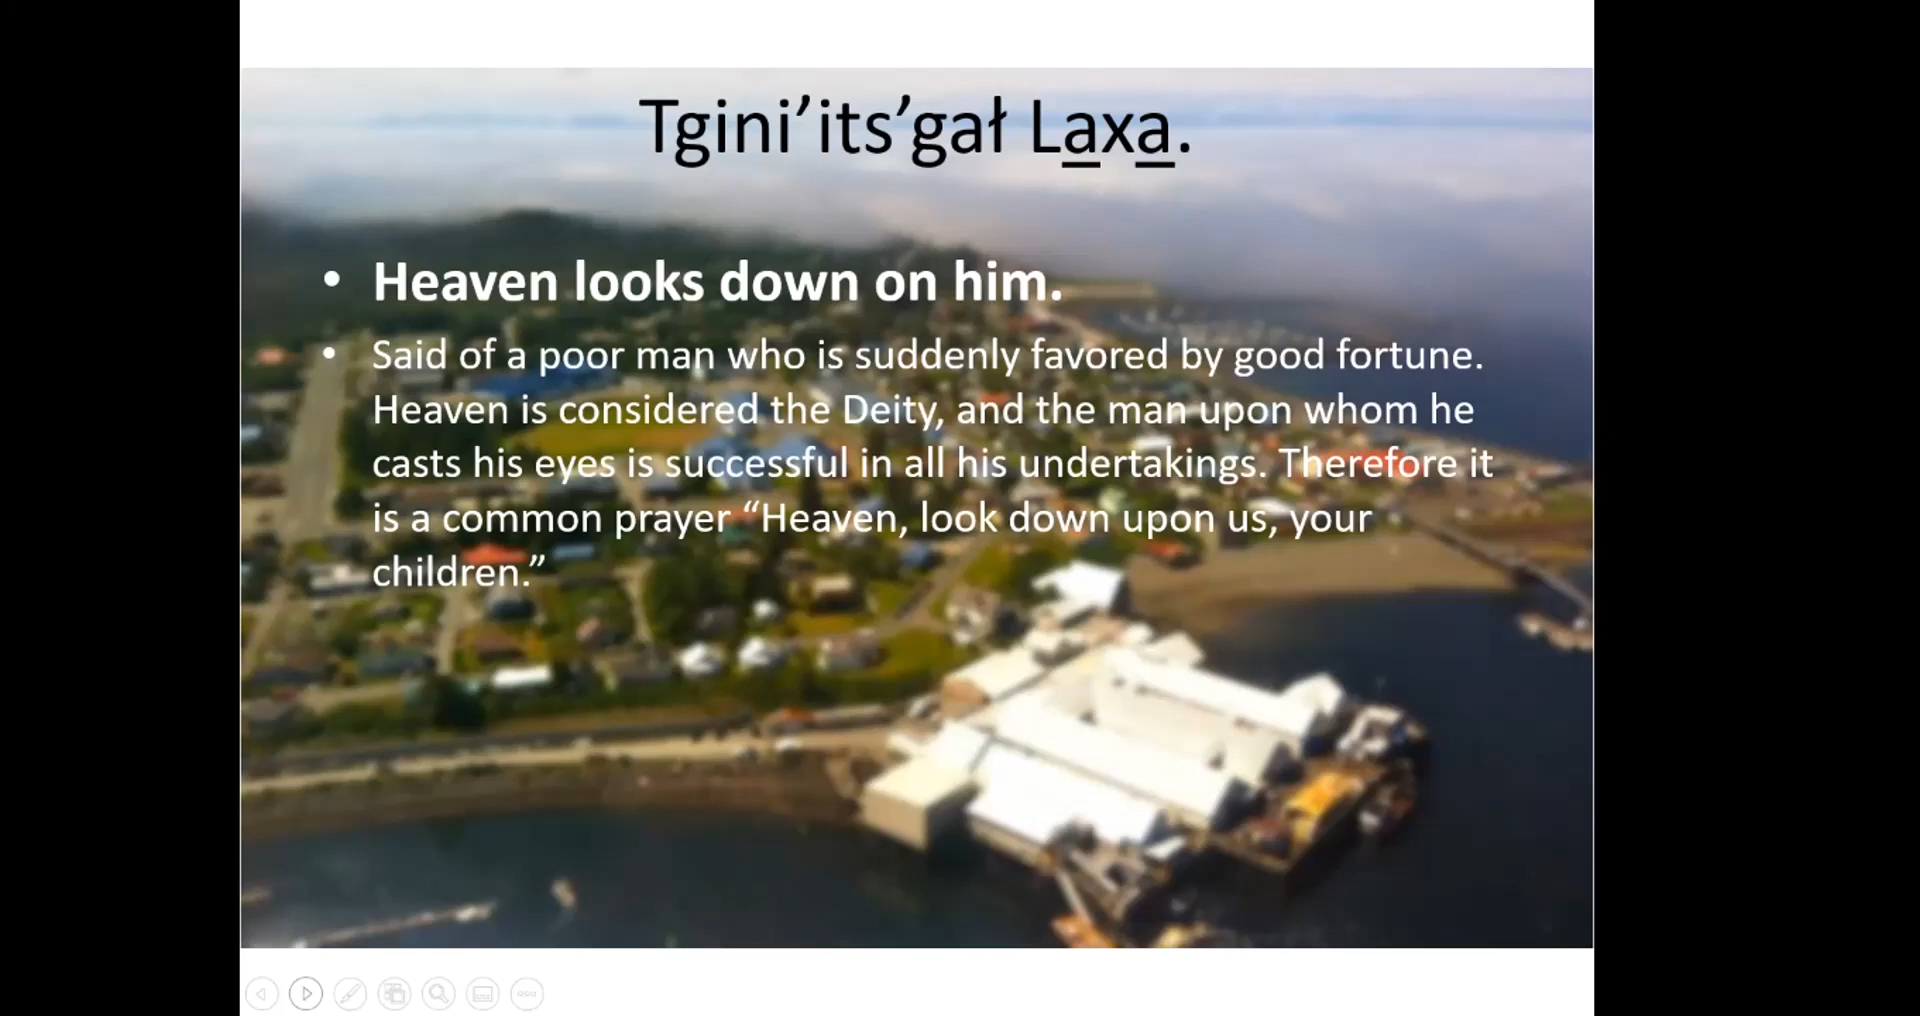 Tgini’its’gał La̲xa̲.
• Heaven looks down on him.
• Said of a poor man who is suddenly favored by good fortune.
Heaven is considered the Deity, and the man upon whom he
casts his eyes is successful in all his undertakings. Therefore it
is a common prayer “Heaven, look down upon us, your
children.”